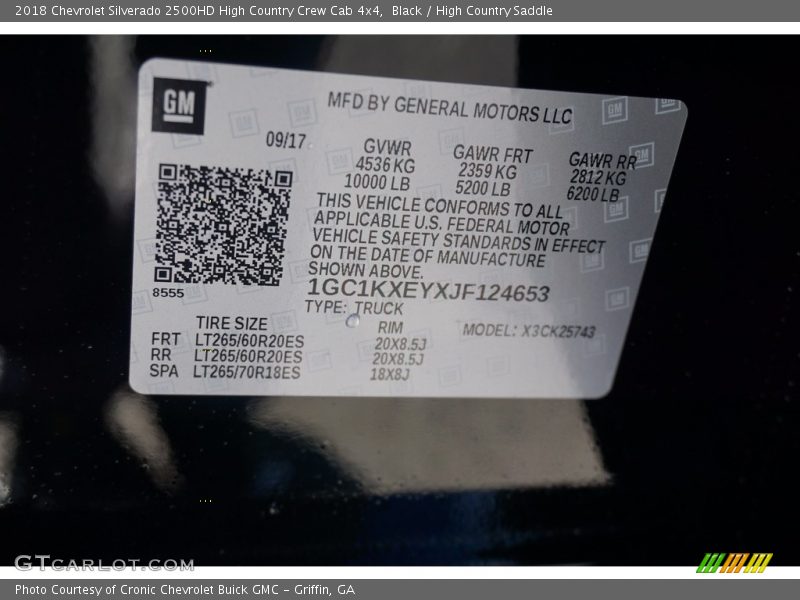 2018 Chevrolet Silverado 2500HD High Country Crew Cab 4x4, Black / High Country Saddle
GM
MFD BY GENERAL MOTORS LLC
09/17
GVWR
4536 KG
10000 LB
GAWR FRT
2359 KG
5200 LB
GAWR RR
2812 KG
6200 LB
THIS VEHICLE CONFORMS TO ALL
APPLICABLE U.S. FEDERAL MOTOR
VEHICLE SAFETY STANDARDS IN EFFECT
ON THE DATE OF MANUFACTURE
SHOWN ABOVE.
8555
1GC1KXEYXJF124653
TYPE: TRUCK
TIRE SIZE RIM MODEL: X3CK25743
FRT LT265/60R20ES 20X8.5J
RR LT265/60R20ES 20X8.5J
SPA LT265/70R18ES 18X8J
GTCARLOT.COM
Photo Courtesy of Cronic Chevrolet Buick GMC - Griffin, GA